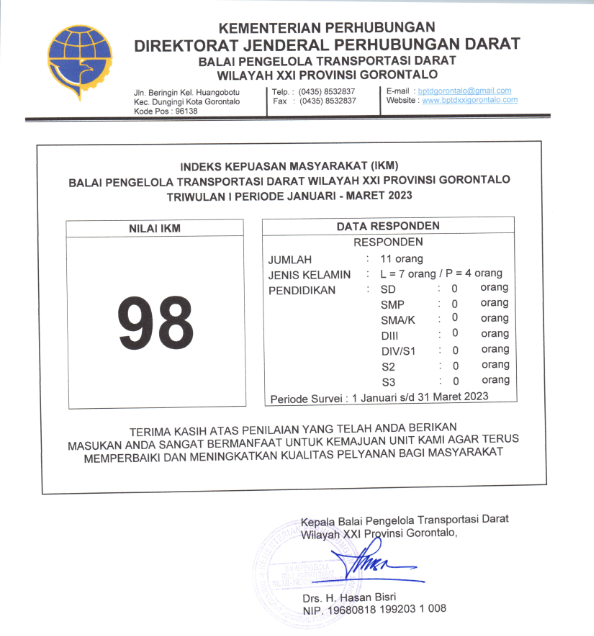 KEMENTERIAN PERHUBUNGAN
DIREKTORAT JENDERAL PERHUBUNGAN DARAT
BALAI PENGELOLA TRANSPORTASI DARAT
WILAYAH XXI PROVINSI GORONTALO
Jln. Beringin Kel. Huangobotu Telp. : (0435) 8532837 E-mail : bptdgorontalo@gmail.com
Kec. Dungingi Kota Gorontalo Fax : (0435) 8532837 Website : www.bptdxxigorontalo.com
Kode Pos : 96138
INDEKS KEPUASAN MASYARAKAT (IKM)
BALAI PENGELOLA TRANSPORTASI DARAT WILAYAH XXI PROVINSI GORONTALO
TRIWULAN I PERIODE JANUARI - MARET 2023
NILAI IKM
98
DATA RESPONDEN
RESPONDEN
JUMLAH : 11 orang
JENIS KELAMIN : L = 7 orang / P = 4 orang
PENDIDIKAN : SD : 0 orang
SMP : 0 orang
SMA/K : 0 orang
DIII : 0 orang
DIV/S1 : 0 orang
S2 : 0 orang
S3 : 0 orang
Periode Survei : 1 Januari s/d 31 Maret 2023
TERIMA KASIH ATAS PENILAIAN YANG TELAH ANDA BERIKAN
MASUKAN ANDA SANGAT BERMANFAAT UNTUK KEMAJUAN UNIT KAMI AGAR TERUS
MEMPERBAIKI DAN MENINGKATKAN KUALITAS PELYANAN BAGI MASYARAKAT
Kepala Balai Pengelola Transportasi Darat
Wilayah XXI Provinsi Gorontalo,
Drs. H. Hasan Bisri
NIP. 19680818 199203 1 008